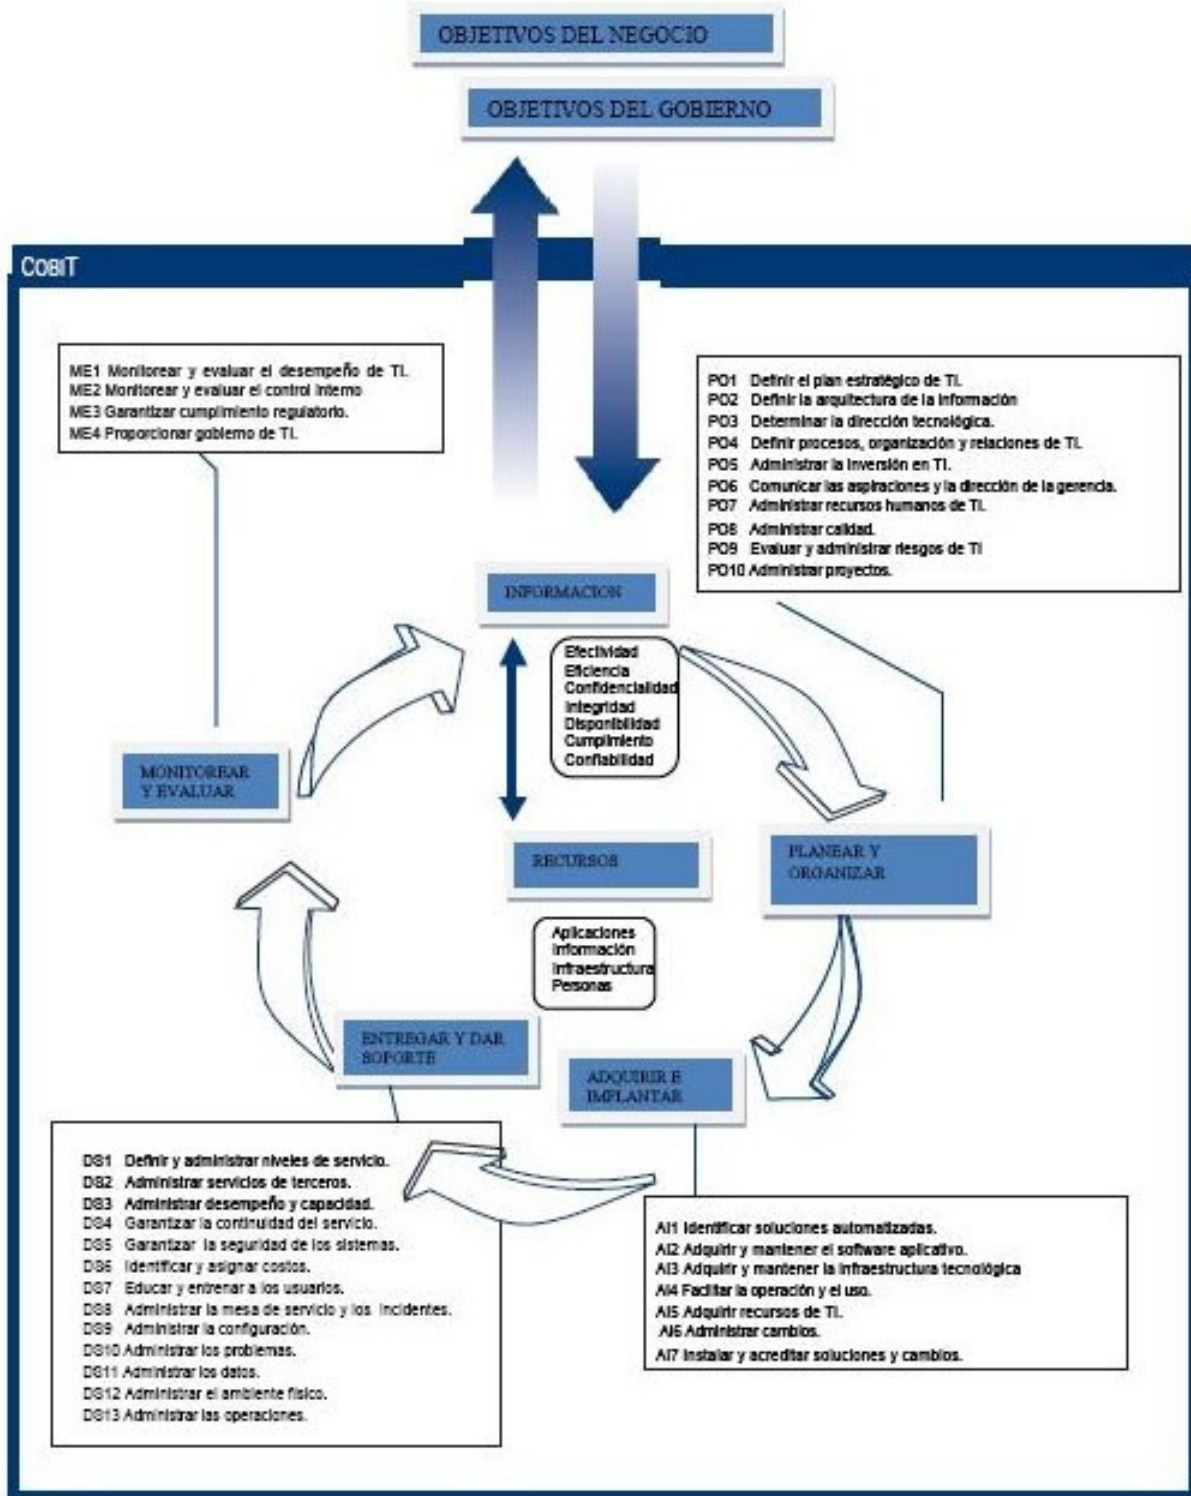 OBJETIVOS DEL NEGOCIO
OBJETIVOS DEL GOBIERNO
COBIT
ME1 Monitorear y evaluar el desempeño de TI.
ME2 Monitorear y evaluar el control interno
ME3 Garantizar cumplimiento regulatorio.
ME4 Proporcionar gobierno de TI.
PO1 Definir el plan estratégico de TI.
PO2 Definir la arquitectura de la información
PO3 Determinar la dirección tecnológica.
PO4 Definir procesos, organización y relaciones de TI.
PO5 Administrar la inversión en TI.
PO6 Comunicar las aspiraciones y la dirección de la gerencia.
PO7 Administrar recursos humanos de TI.
PO8 Administrar calidad.
PO9 Evaluar y administrar riesgos de TI
PO10 Administrar proyectos.
INFORMACION
Efectividad
Eficiencia
Confidencialidad
Integridad
Disponibilidad
Cumplimiento
Confiabilidad
MONITOREAR
Y EVALUAR
RECURSOS
PLANEAR Y
ORGANIZAR
Aplicaciones
Información
Infraestructura
Personas
ENTREGAR Y DAR
SOPORTE
ADQUIRIR E
IMPLANTAR
DS1 Definir y administrar niveles de servicio.
DS2 Administrar servicios de terceros.
DS3 Administrar desempeño y capacidad.
DS4 Garantizar la continuidad del servicio.
DS5 Garantizar la seguridad de los sistemas.
DS6 Identificar y asignar costos.
DS7 Educar y entrenar a los usuarios.
DS8 Administrar la mesa de servicio y los incidentes.
DS9 Administrar la configuración.
DS10 Administrar los problemas.
DS11 Administrar los datos.
DS12 Administrar el ambiente físico.
DS13 Administrar las operaciones.
AI1 Identificar soluciones automatizadas.
AI2 Adquirir y mantener el software aplicativo.
AI3 Adquirir y mantener la infraestructura tecnológica
AI4 Facilitar la operación y el uso.
AI5 Adquirir recursos de TI.
AI6 Administrar cambios.
AI7 Instalar y acreditar soluciones y cambios.